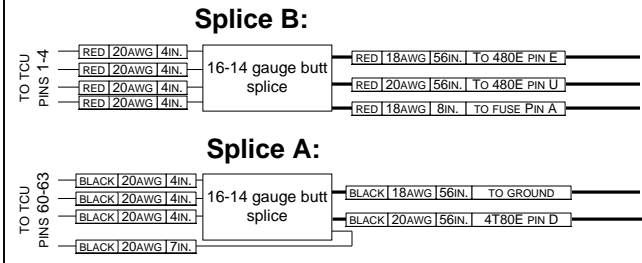 Splice B:
TO TCU
PINS 1-4
RED 20AWG 4IN.
RED 20AWG 4IN.
RED 20AWG 4IN.
RED 20AWG 4IN.
16-14 gauge butt
splice
RED 18AWG 56IN. TO 480E PIN E
RED 20AWG 56IN. TO 480E PIN U
RED 18AWG 8IN. TO FUSE PIN A
Splice A:
TO TCU
PINS 60-63
BLACK 20AWG 4IN.
BLACK 20AWG 4IN.
BLACK 20AWG 4IN.
BLACK 20AWG 7IN.
16-14 gauge butt
splice
BLACK 18AWG 56IN. TO GROUND
BLACK 20AWG 56IN. 4T80E PIN D